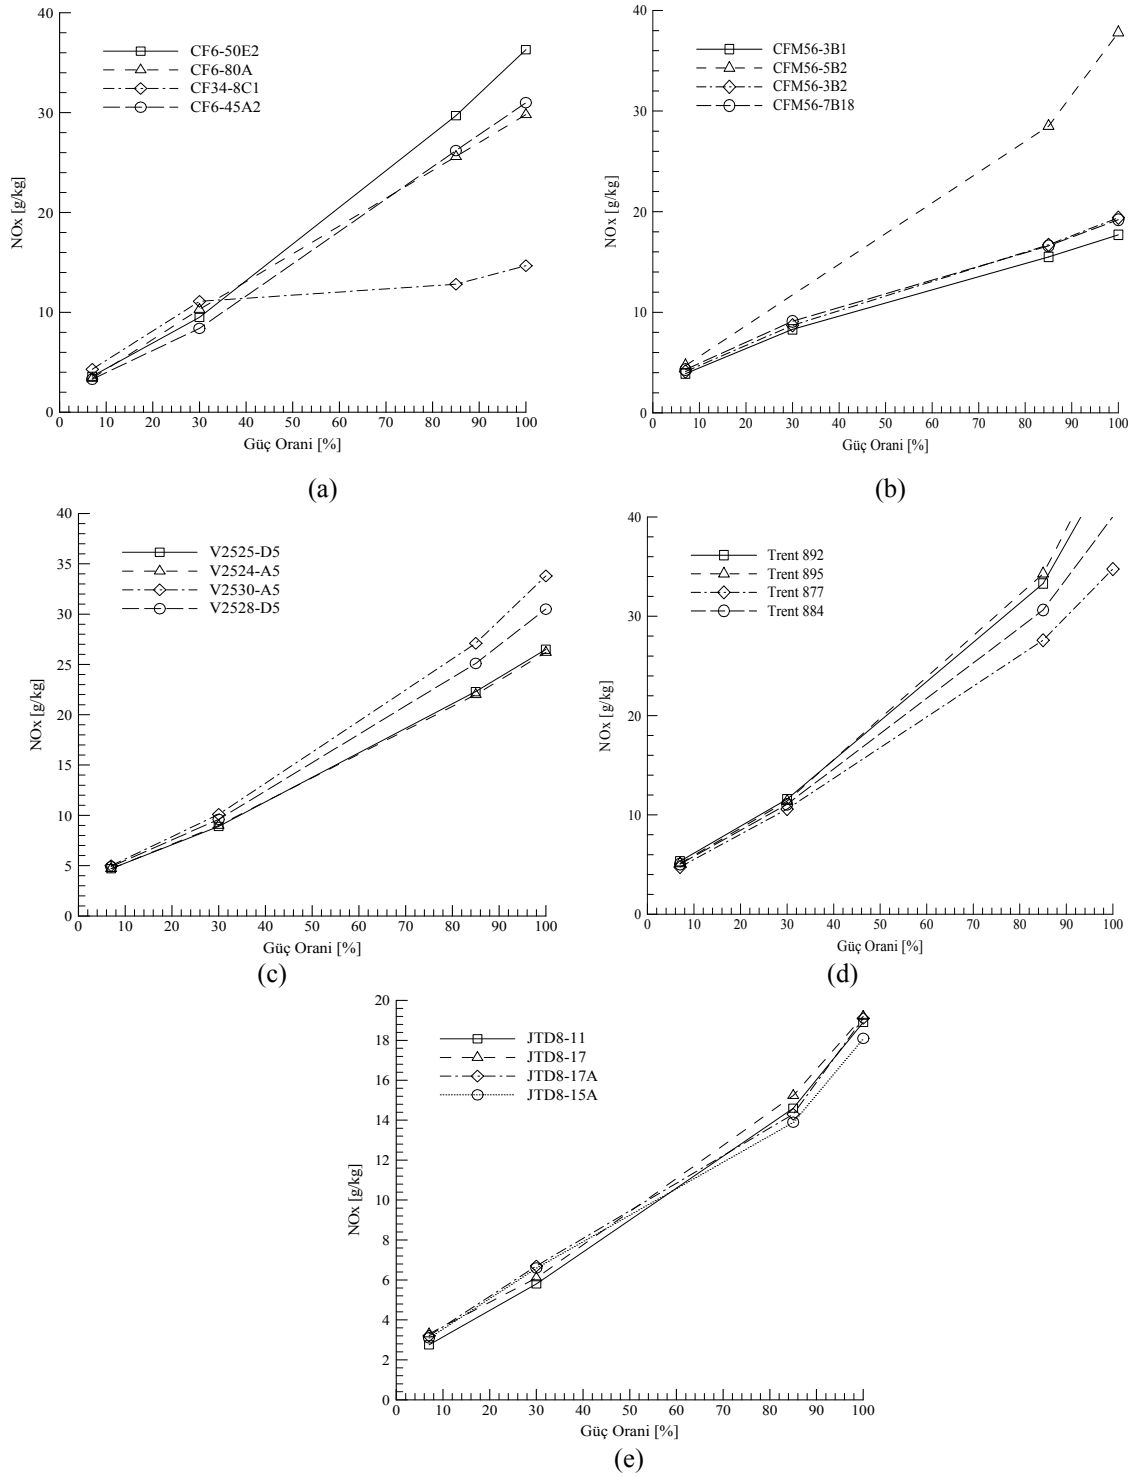 40
30
20
10
0
NOx [g/kg]
CF6-50E2
CF6-80A
CF34-8C1
CF6-45A2
0 10 20 30 40 50 60 70 80 90 100
Güç Orani [%]
(a)
40
30
20
10
0
NOx [g/kg]
CFM56-3B1
CFM56-5B2
CFM56-3B2
CFM56-7B18
0 10 20 30 40 50 60 70 80 90 100
Güç Orani [%]
(b)
40
35
30
25
20
15
10
5
0
NOx [g/kg]
V2525-D5
V2524-A5
V2530-A5
V2528-D5
0 10 20 30 40 50 60 70 80 90 100
Güç Orani [%]
(c)
40
30
20
10
0
NOx [g/kg]
Trent 892
Trent 895
Trent 877
Trent 884
0 10 20 30 40 50 60 70 80 90 100
Güç Orani [%]
(d)
20
18
16
14
12
10
8
6
4
2
0
NOx [g/kg]
JTD8-11
JTD8-17
JTD8-17A
JTD8-15A
0 10 20 30 40 50 60 70 80 90 100
Güç Orani [%]
(e)